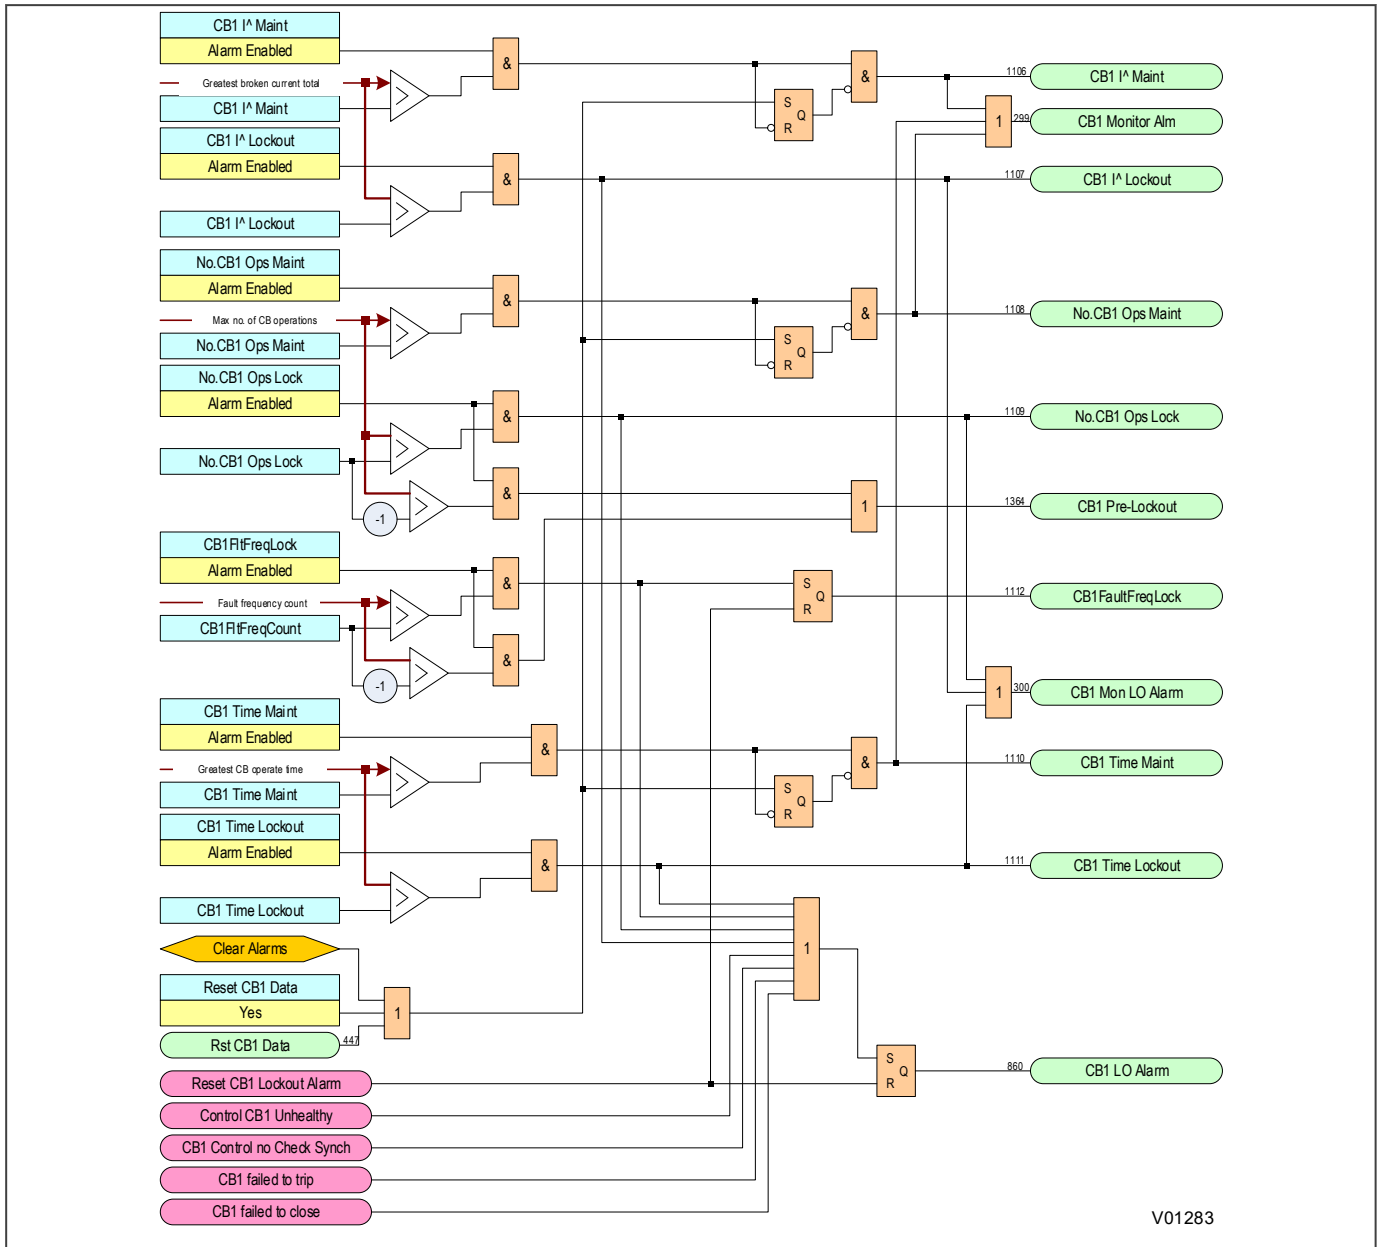 CB1 I^ Maint
Alarm Enabled
&
&
1106
CB1 I^ Maint
Greatest broken current total
>
S
Q
R
CB1 I^ Maint
1
299
CB1 Monitor Alm
CB1 I^ Lockout
Alarm Enabled
&
1107
CB1 I^ Lockout
>
CB1 I^ Lockout
No.CB1 Ops Maint
Alarm Enabled
&
&
1108
No.CB1 Ops Maint
Max no. of CB operations
>
S
Q
R
No.CB1 Ops Maint
No.CB1 Ops Lock
Alarm Enabled
&
1109
No.CB1 Ops Lock
>
No.CB1 Ops Lock
&
>
-1
1
1364
CB1 Pre-Lockout
CB1FltFreqLock
Alarm Enabled
&
S
Q
R
1112
CB1FaultFreqLock
Fault frequency count
>
CB1FltFreqCount
&
>
-1
1
300
CB1 Mon LO Alarm
CB1 Time Maint
Alarm Enabled
&
&
1110
CB1 Time Maint
Greatest CB operate time
>
S
Q
R
CB1 Time Maint
CB1 Time Lockout
Alarm Enabled
&
1111
CB1 Time Lockout
>
CB1 Time Lockout
Clear Alarms
1
Reset CB1 Data
Yes
1
Rst CB1 Data
447
Reset CB1 Lockout Alarm
S
Q
R
860
CB1 LO Alarm
Control CB1 Unhealthy
CB1 Control no Check Synch
CB1 failed to trip
CB1 failed to close
V01283